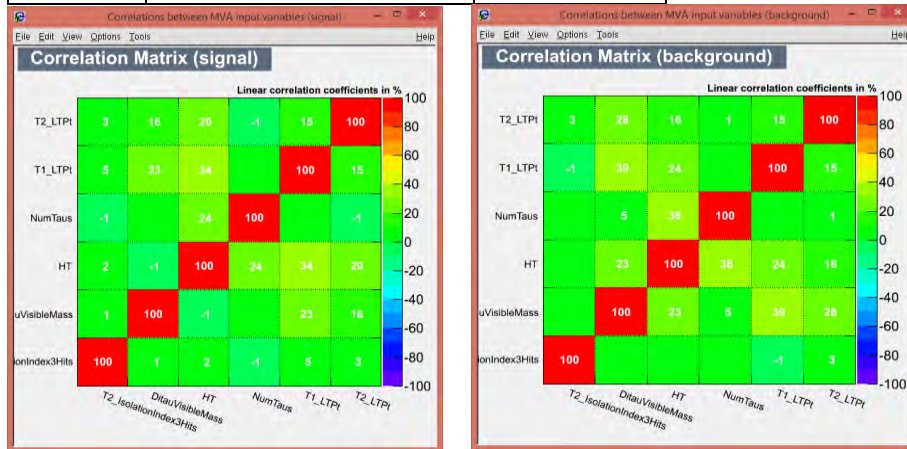 Correlations between MVA input variables (signal)
File Edit View Options Tools Help
Correlation Matrix (signal)
Linear correlation coefficients in %
T2_LTPt 3 16 20 -1 15 100
T1_LTPt 5 23 34 100 15
NumTaus -1 24 100 -1
HT 2 -1 100 24 34 20
uVisibleMass 1 100 -1 23 16
ionIndex3Hits 100 1 2 -1 5 3
T2_IsolationIndex3Hits DitauVisibleMass HT NumTaus T1_LTPt T2_LTPt
100
80
60
40
20
0
-20
-40
-60
-80
-100
Correlations between MVA input variables (background)
File Edit View Options Tools Help
Correlation Matrix (background)
Linear correlation coefficients in %
T2_LTPt 3 28 16 1 15 100
T1_LTPt -1 39 24 100 15
NumTaus 5 38 100 1
HT 23 100 38 24 16
uVisibleMass 100 23 5 39 28
ionIndex3Hits 100 -1 3
T2_IsolationIndex3Hits DitauVisibleMass HT NumTaus T1_LTPt T2_LTPt
100
80
60
40
20
0
-20
-40
-60
-80
-100